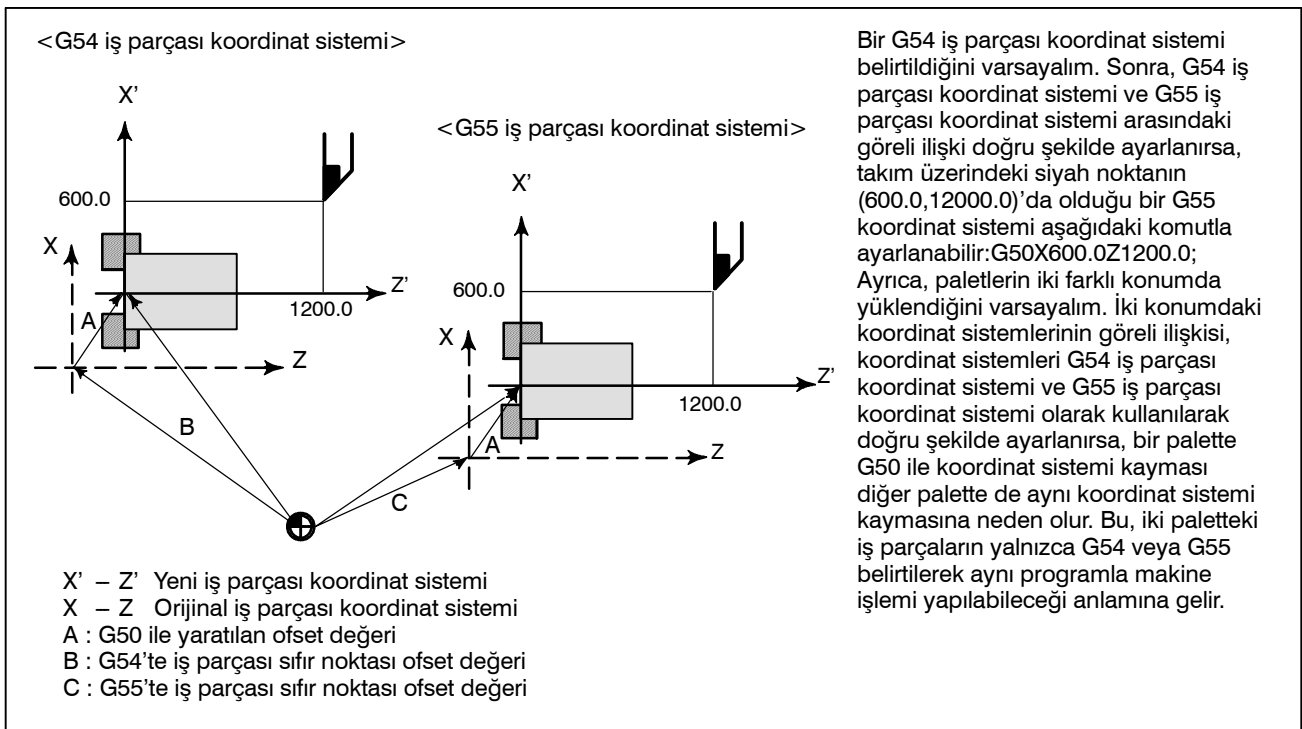 <G54 iş parçası koordinat sistemi>
X’
600.0
X
A
Z’
1200.0
Z
B
<G55 iş parçası koordinat sistemi>
X’
600.0
X
A
Z’
1200.0
Z
C
X’ – Z’ Yeni iş parçası koordinat sistemi
X – Z Orijinal iş parçası koordinat sistemi
A : G50 ile yaratılan ofset değeri
B : G54’te iş parçası sıfır noktası ofset değeri
C : G55’te iş parçası sıfır noktası ofset değeri
Bir G54 iş parçası koordinat sistemi
belirtildiğini varsayalım. Sonra, G54 iş
parçası koordinat sistemi ve G55 iş
parçası koordinat sistemi arasındaki
göreli ilişki doğru şekilde ayarlanırsa,
takım üzerindeki siyah noktanın
(600.0,12000.0)’da olduğu bir G55
koordinat sistemi aşağıdaki komutla
ayarlanabilir:G50X600.0Z1200.0;
Ayrıca, paletlerin iki farklı konumda
yüklendiğini varsayalım. İki konumdaki
koordinat sistemlerinin göreli ilişkisi,
koordinat sistemleri G54 iş parçası
koordinat sistemi ve G55 iş parçası
koordinat sistemi olarak kullanılarak
doğru şekilde ayarlanırsa, bir palette
G50 ile koordinat sistemi kayması
diğer palette de aynı koordinat sistemi
kaymasına neden olur. Bu, iki paletteki
iş parçaların yalnızca G54 veya G55
belirtilerek aynı programla makine
işlemi yapılabileceği anlamına gelir.